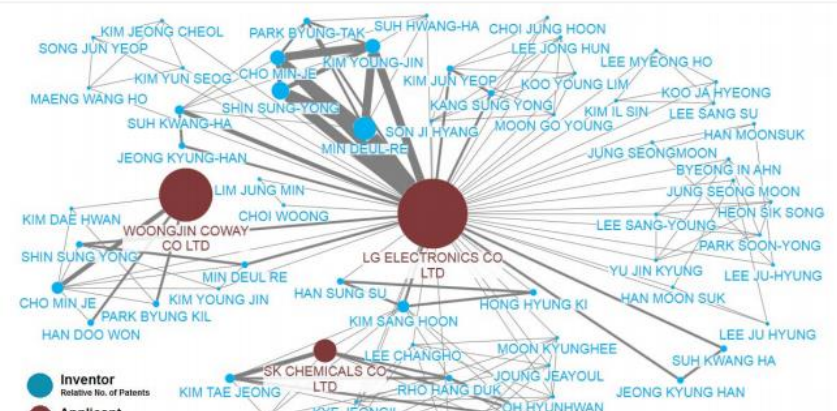 KIM JEONG CHEOL
PARK BYUNG-TAK
SUH HWANG-HA
CHOI JUNG HOON
SONG JUN YEOP
LEE JONG HUN
KIM YOUNG-JIN
LEE MYEONG HO
KIM YUN SEOG
CHO MIN-JE
KIM JUN YEOP
KOO YOUNG LIM
KOO JA HYEONG
MAENG WANG HO
SHIN SUNG-YONG
KANG SUNG YONG
KIM IL SIN
LEE SANG SU
SUH KWANG-HA
SON JI HYANG
MOON GO YOUNG
HAN MOONSUK
MIN DEUL-RE
JEONG KYUNG-HAN
JUNG SEONGMOON
BYEONG IN AHN
LIM JUNG MIN
JUNG SEONG MOON
KIM DAE HWAN
CHOI WOONG
HEON SIK SONG
WOONGJIN COWAY
CO LTD
LEE SANG-YOUNG
PARK SOON-YONG
SHIN SUNG YONG
LG ELECTRONICS CO
LTD
MIN DEUL RE
YU JIN KYUNG
LEE JU-HYUNG
CHO MIN JE
KIM YOUNG JIN
HAN SUNG SU
HONG HYUNG KI
HAN MOON SUK
PARK BYUNG KIL
KIM SANG HOON
HAN DOO WON
LEE JU HYUNG
LEE CHANGHO
MOON KYUNGHEE
SUH KWANG HA
SK CHEMICALS CO
LTD
JOUNG JEAYOUL
Inventor
Relative No. of Patents
KIM TAE JEONG
RHO HANG DUK
JEONG KYUNG HAN
OH HYUNHWAN
Applicant